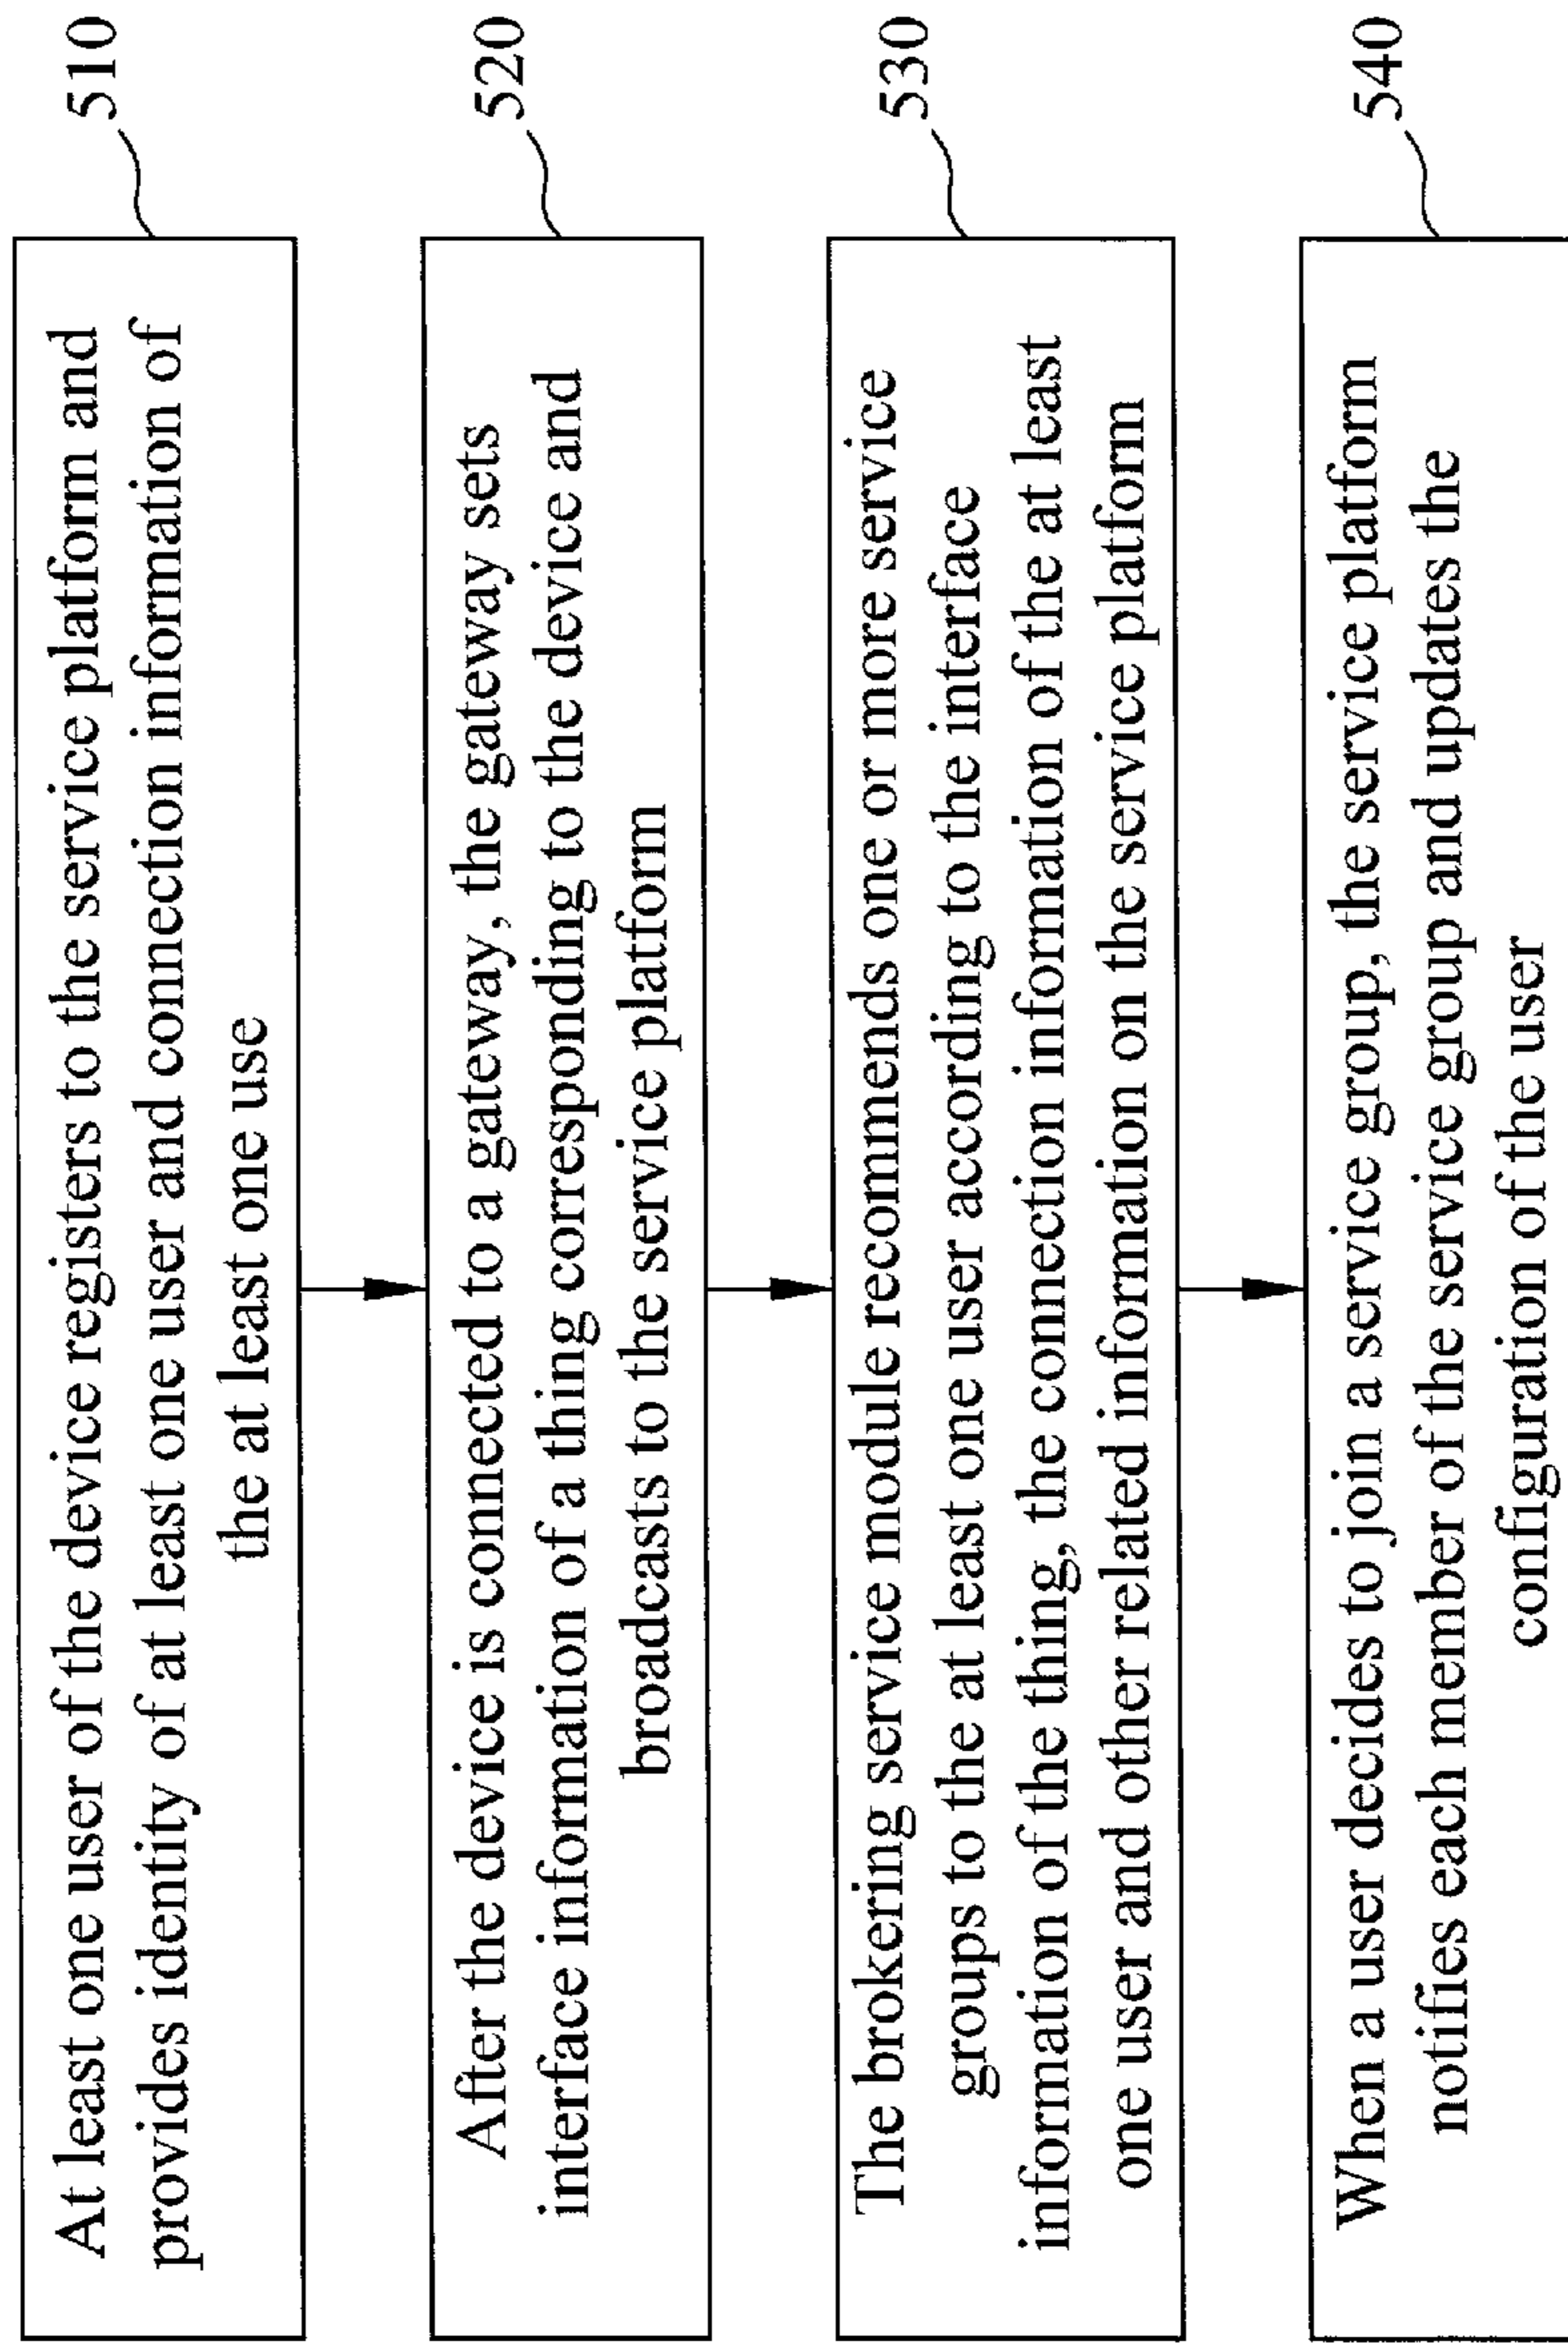 At least one user of the device registers to the service platform and
provides identity of at least one user and connection information of
the at least one use
510
After the device is connected to a gateway, the gateway sets
interface information of a thing corresponding to the device and
broadcasts to the service platform
520
The brokering service module recommends one or more service
groups to the at least one user according to the interface
information of the thing, the connection information of the at least
one user and other related information on the service platform
530
When a user decides to join a service group, the service platform
notifies each member of the service group and updates the
configuration of the user
540